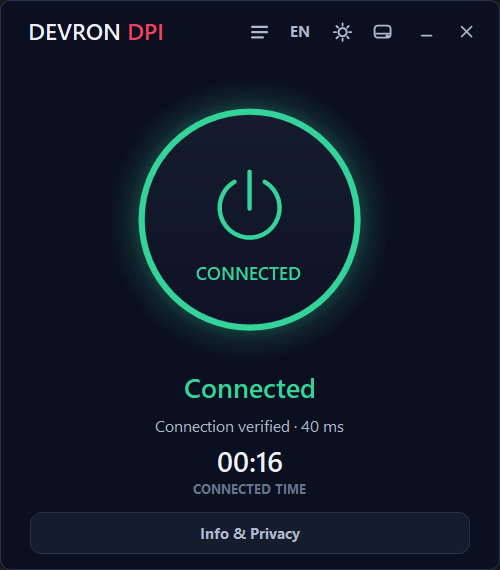 DEVRON DPI EN
CONNECTED
Connected
Connection verified · 40 ms
00:16
CONNECTED TIME
Info & Privacy